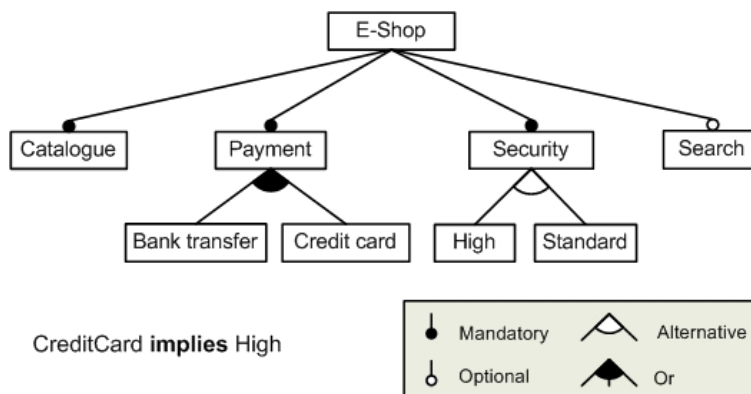 E-Shop
Catalogue
Payment
Security
Search
Bank transfer
Credit card
High
Standard
CreditCard implies High
Mandatory
Alternative
Optional
Or